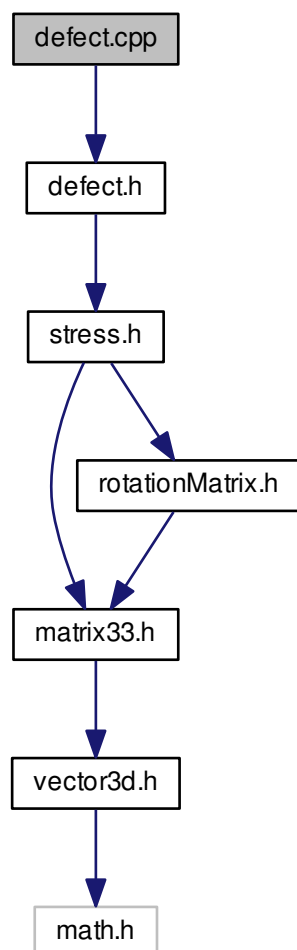 defect.cpp
defect.h
stress.h
rotationMatrix.h
matrix33.h
vector3d.h
math.h